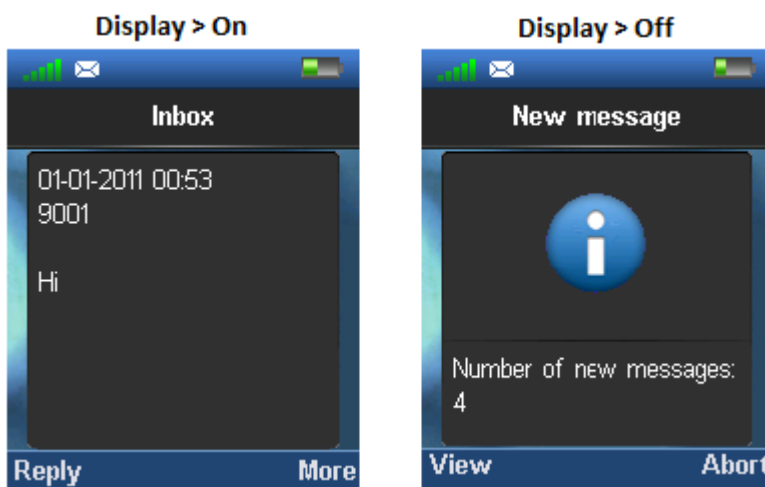 Display > On
Inbox
01-01-2011 00:53
9001
Hi
Reply
More
Display > Off
New message
Number of new messages:
4
View
Abort